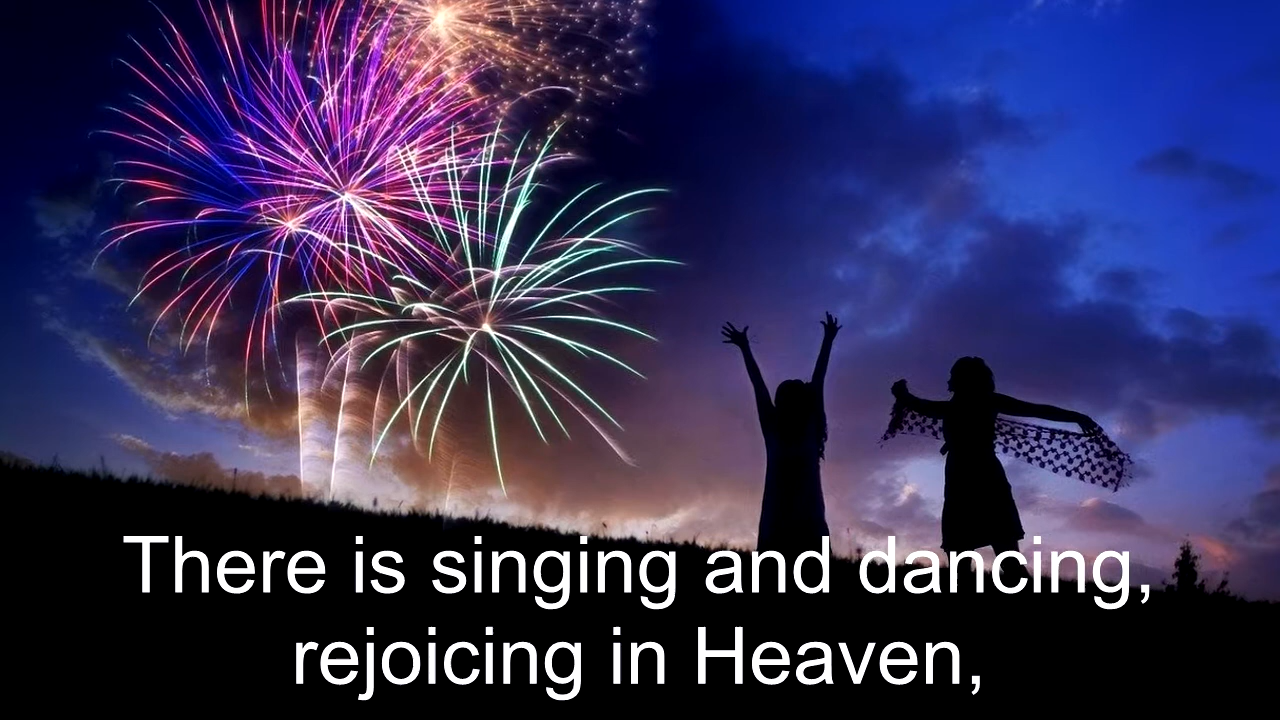 There is singing and dancing,
rejoicing in Heaven,